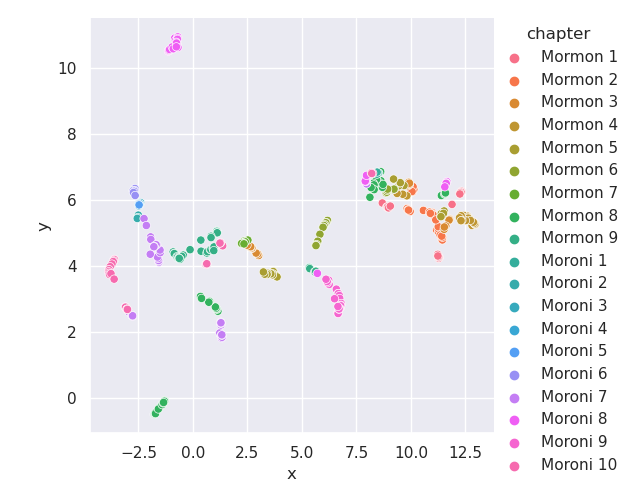 chapter
Mormon 1
Mormon 2
Mormon 3
Mormon 4
Mormon 5
Mormon 6
Mormon 7
Mormon 8
Mormon 9
Moroni 1
Moroni 2
Moroni 3
Moroni 4
Moroni 5
Moroni 6
Moroni 7
Moroni 8
Moroni 9
Moroni 10
10
8
6
4
2
0
y
−2.5 0.0 2.5 5.0 7.5 10.0 12.5
x